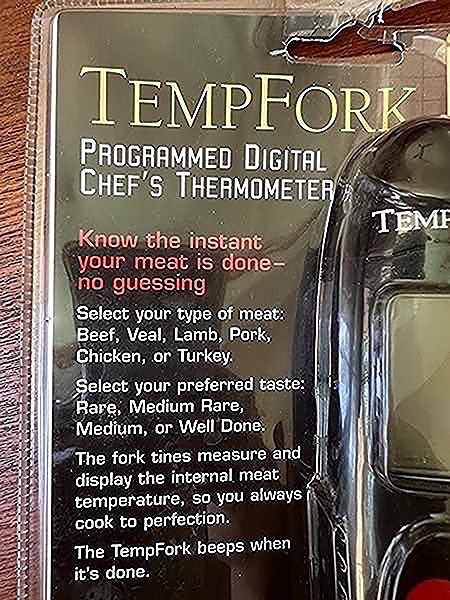 TEMPFORK
PROGRAMMED DIGITAL
CHEF'S THERMOMETER
TEMP
Know the instant
your meat is done–
no guessing
Select your type of meat:
Beef, Veal, Lamb, Pork,
Chicken, or Turkey.
Select your preferred taste:
Rare, Medium Rare,
Medium, or Well Done.
The fork tines measure and
display the internal meat
temperature, so you always
cook to perfection.
The TempFork beeps when
it's done.